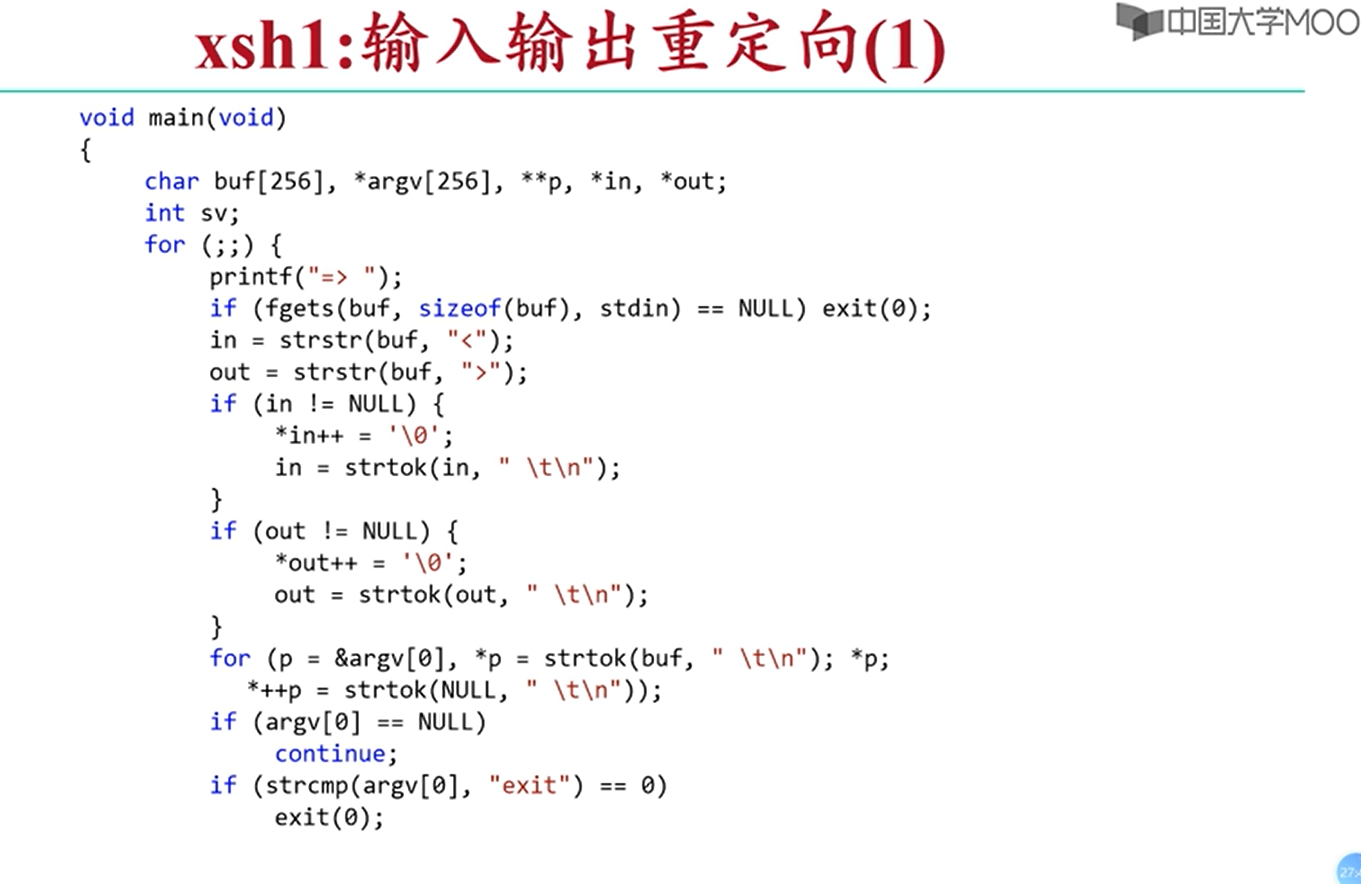 xsh1:输入输出重定向(1)
中国大学MOO
void main(void)
{
char buf[256], *argv[256], **p, *in, *out;
int sv;
for (;;) {
printf("=> ");
if (fgets(buf, sizeof(buf), stdin) == NULL) exit(0);
in = strstr(buf, "<");
out = strstr(buf, ">");
if (in != NULL) {
*in++ = '\0';
in = strtok(in, " \t\n");
}
if (out != NULL) {
*out++ = '\0';
out = strtok(out, " \t\n");
}
for (p = &argv[0], *p = strtok(buf, " \t\n"); *p;
*++p = strtok(NULL, " \t\n"));
if (argv[0] == NULL)
continue;
if (strcmp(argv[0], "exit") == 0)
exit(0);